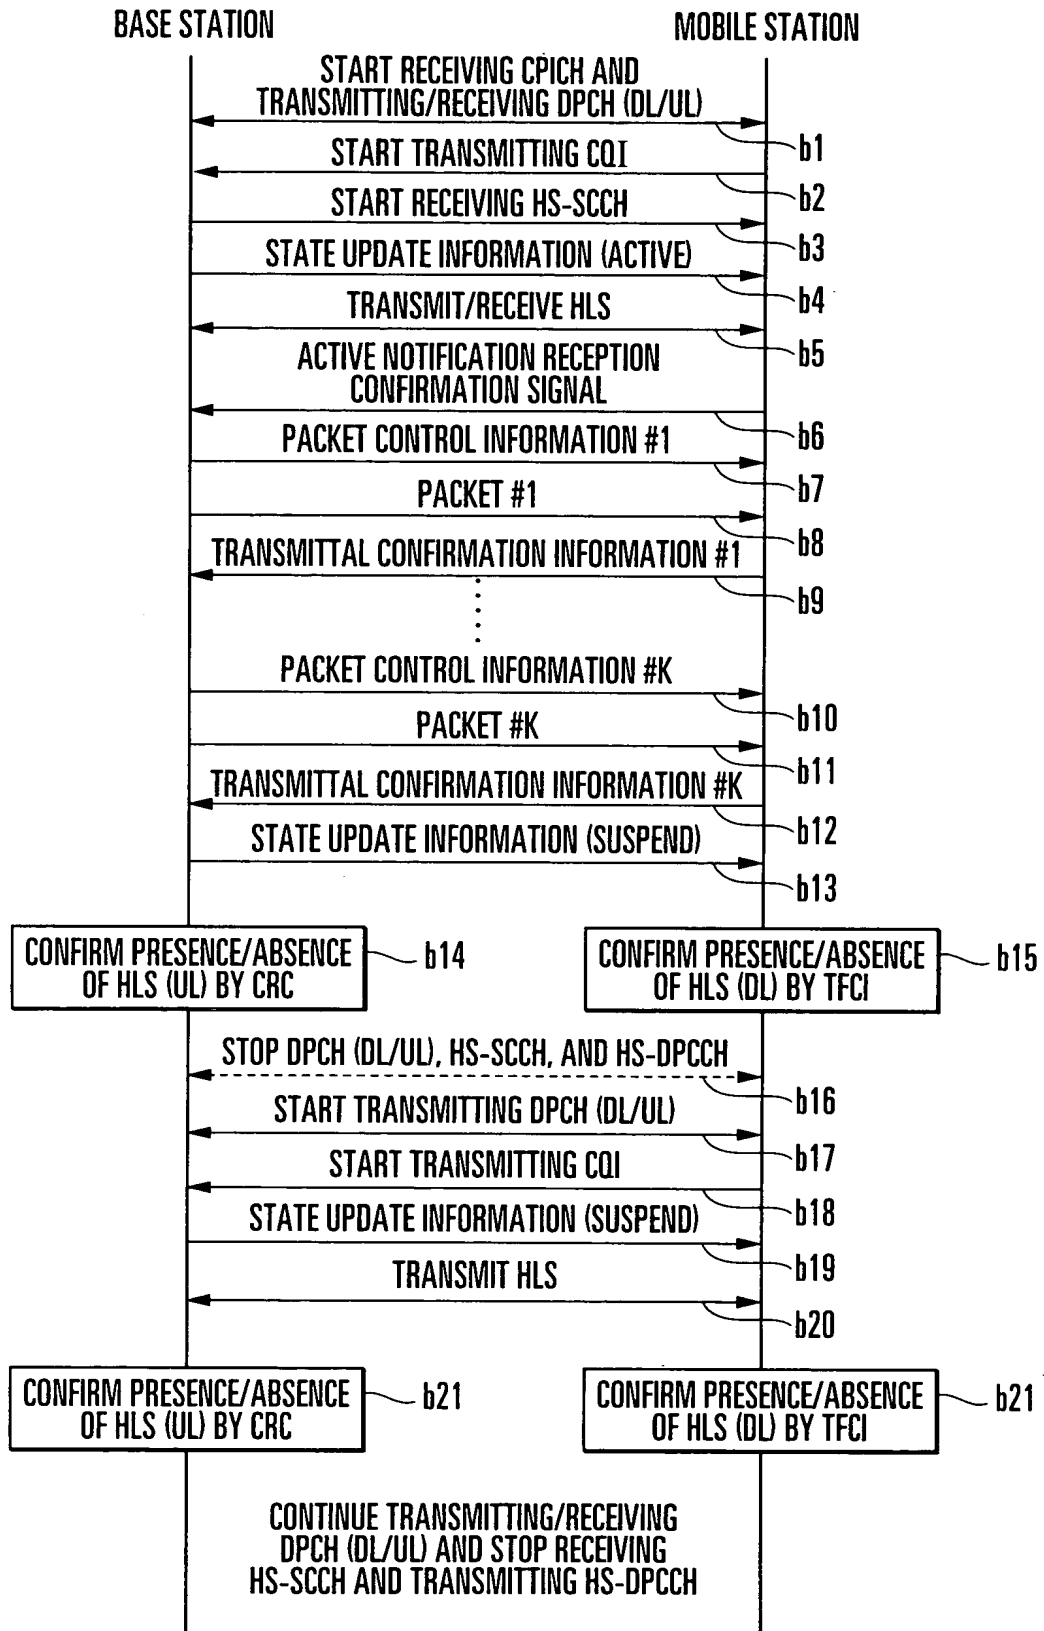 BASE STATION
MOBILE STATION
START RECEIVING CPICH AND
TRANSMITTING/RECEIVING DPCH (DL/UL)
b1
START TRANSMITTING CQI
b2
START RECEIVING HS-SCCH
b3
STATE UPDATE INFORMATION (ACTIVE)
b4
TRANSMIT/RECEIVE HLS
b5
ACTIVE NOTIFICATION RECEPTION
CONFIRMATION SIGNAL
b6
PACKET CONTROL INFORMATION #1
b7
PACKET #1
b8
TRANSMITTAL CONFIRMATION INFORMATION #1
b9
PACKET CONTROL INFORMATION #K
b10
PACKET #K
b11
TRANSMITTAL CONFIRMATION INFORMATION #K
b12
STATE UPDATE INFORMATION (SUSPEND)
b13
CONFIRM PRESENCE/ABSENCE
OF HLS (UL) BY CRC
b14
CONFIRM PRESENCE/ABSENCE
OF HLS (DL) BY TFCI
b15
STOP DPCH (DL/UL), HS-SCCH, AND HS-DPCCH
b16
START TRANSMITTING DPCH (DL/UL)
b17
START TRANSMITTING CQI
b18
STATE UPDATE INFORMATION (SUSPEND)
b19
TRANSMIT HLS
b20
CONFIRM PRESENCE/ABSENCE
OF HLS (UL) BY CRC
b21
CONFIRM PRESENCE/ABSENCE
OF HLS (DL) BY TFCI
b21
CONTINUE TRANSMITTING/RECEIVING
DPCH (DL/UL) AND STOP RECEIVING
HS-SCCH AND TRANSMITTING HS-DPCCH